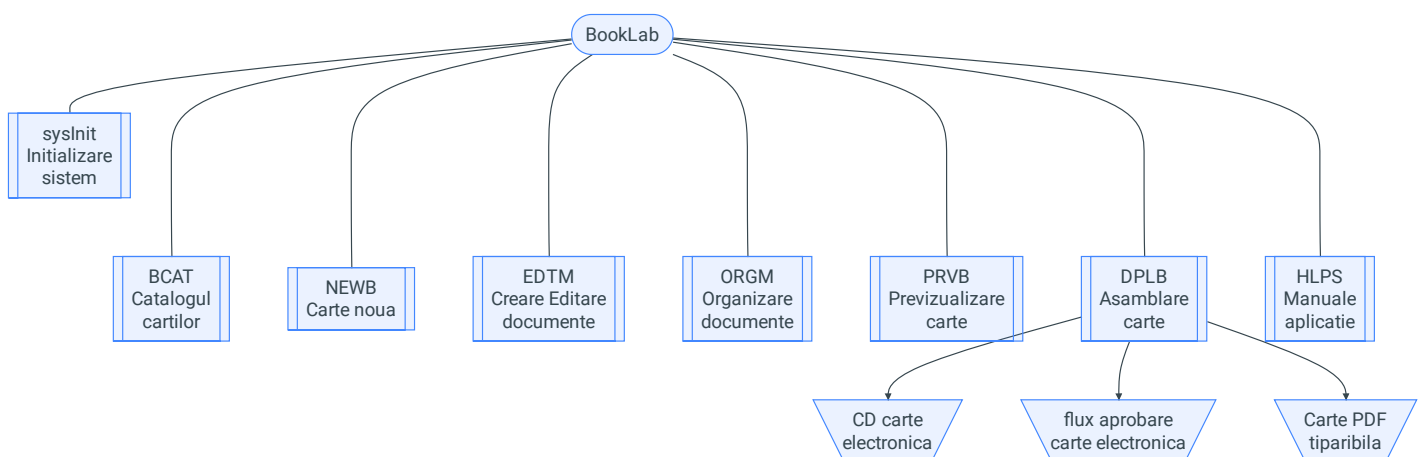 BookLab
sysInit
Initializare
sistem
BCAT
Catalogul
cartilor
NEWB
Carte noua
EDTM
Creare Editare
documente
ORGM
Organizare
documente
PRVB
Previzualizare
carte
DPLB
Asamblare
carte
HLPS
Manuale
aplicatie
CD carte
electronica
flux aprobare
carte electronica
Carte PDF
tiparibila